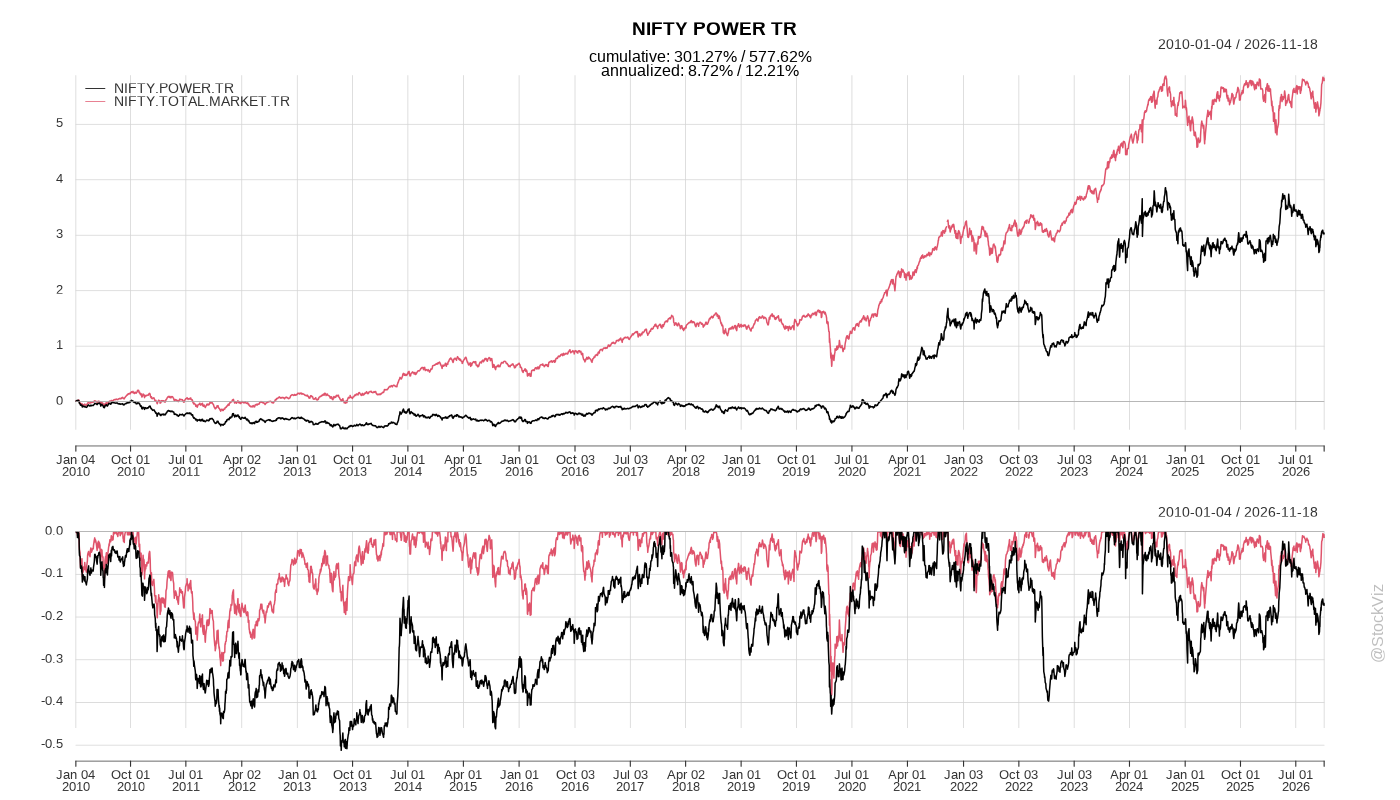 NIFTY POWER TR
cumulative: 301.27% / 577.62%
annualized: 8.72% / 12.21%
2010-01-04 / 2026-11-18
NIFTY.POWER.TR
NIFTY.TOTAL.MARKET.TR
5
4
3
2
1
0
Jan 04 Oct 01 Jul 01 Apr 02 Jan 01 Oct 01 Jul 01 Apr 01 Jan 01 Oct 03 Jul 03 Apr 02 Jan 01 Oct 01 Jul 01 Apr 01 Jan 03 Oct 03 Jul 03 Apr 01 Jan 01 Oct 01 Jul 01
2010 2010 2011 2012 2013 2013 2014 2015 2016 2016 2017 2018 2019 2019 2020 2021 2022 2022 2023 2024 2025 2025 2026
2010-01-04 / 2026-11-18
0.0
-0.1
-0.2
-0.3
-0.4
-0.5
Jan 04 Oct 01 Jul 01 Apr 02 Jan 01 Oct 01 Jul 01 Apr 01 Jan 01 Oct 03 Jul 03 Apr 02 Jan 01 Oct 01 Jul 01 Apr 01 Jan 03 Oct 03 Jul 03 Apr 01 Jan 01 Oct 01 Jul 01
2010 2010 2011 2012 2013 2013 2014 2015 2016 2016 2017 2018 2019 2019 2020 2021 2022 2022 2023 2024 2025 2025 2026
@StockViz